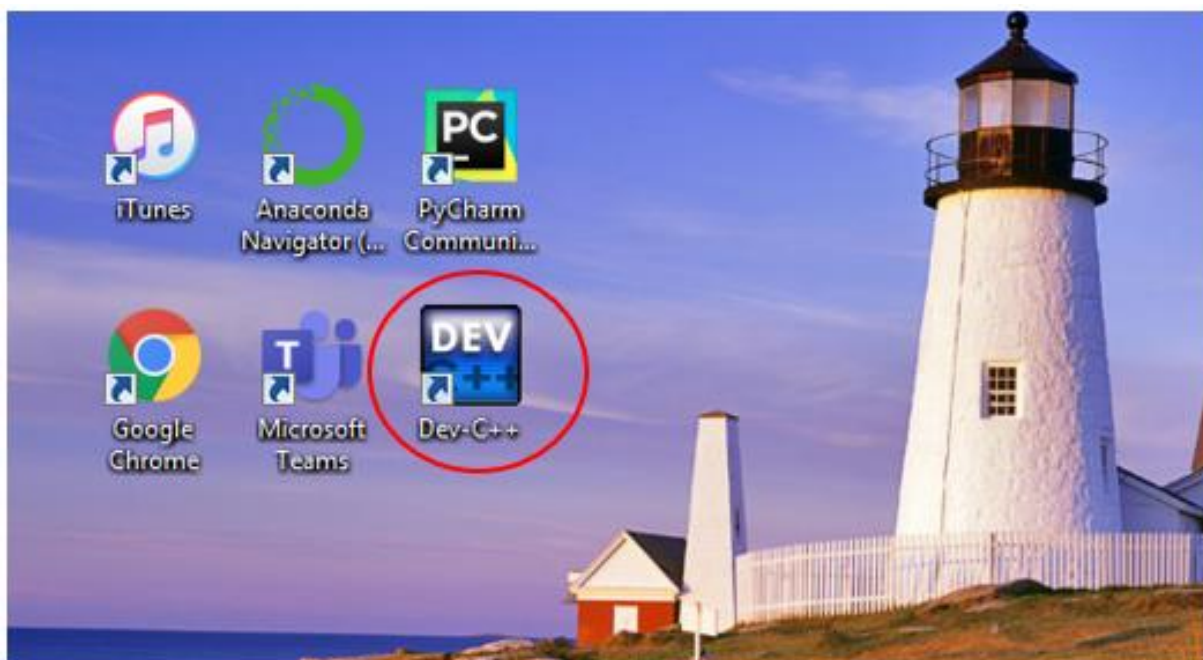 PC
iTunes
Anaconda
Navigator (...
PyCharm
Communi...
DEV
C++
T
Google
Chrome
Microsoft
Teams
Dev-C++